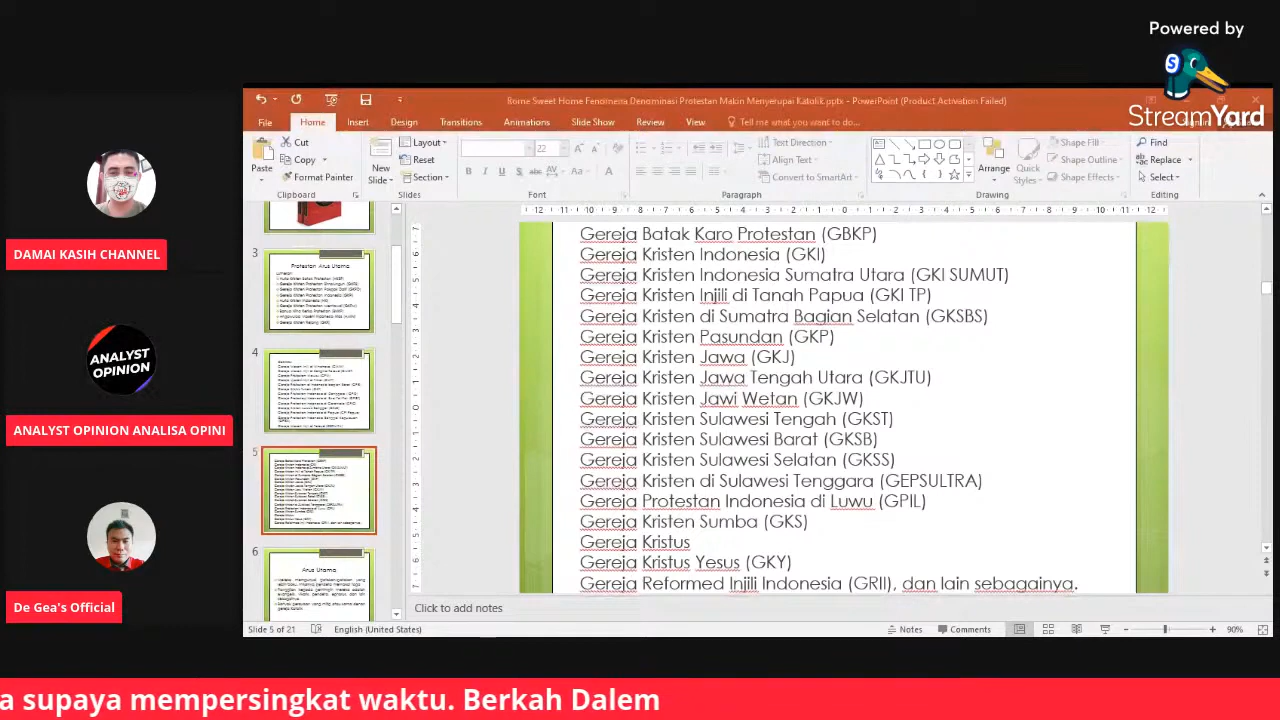 Powered by
StreamYard
Rome Sweet Home Fenomena Denominasi Protestan Makin Menyerupai Katolik.pptx - PowerPoint (Product Activation Failed)
File Home Insert Design Transitions Animations Slide Show Review View Tell me what you want to do...
Paste
Cut
Copy
Format Painter
Clipboard
New Slide
Layout
Reset
Section
Slides
22
Font
Text Direction
Align Text
Convert to SmartArt
Paragraph
Arrange
Quick Styles
Shape Fill
Shape Outline
Shape Effects
Drawing
Find
Replace
Select
Editing
DAMAI KASIH CHANNEL
ANALYST OPINION
ANALYST OPINION ANALISA OPINI
De Gea's Official
3
Protestan Arus Utama
4
5
6
Arus Utama
Gereja Batak Karo Protestan (GBKP)
Gereja Kristen Indonesia (GKI)
Gereja Kristen Indonesia Sumatra Utara (GKI SUMUT)
Gereja Kristen Injili di Tanah Papua (GKI TP)
Gereja Kristen di Sumatra Bagian Selatan (GKSBS)
Gereja Kristen Pasundan (GKP)
Gereja Kristen Jawa (GKJ)
Gereja Kristen Jawa Tengah Utara (GKJTU)
Gereja Kristen Jawi Wetan (GKJW)
Gereja Kristen Sulawesi Tengah (GKST)
Gereja Kristen Sulawesi Barat (GKSB)
Gereja Kristen Sulawesi Selatan (GKSS)
Gereja Kristen di Sulawesi Tenggara (GEPSULTRA)
Gereja Protestan Indonesia di Luwu (GPIL)
Gereja Kristen Sumba (GKS)
Gereja Kristus
Gereja Kristus Yesus (GKY)
Gereja Reformed Injili Indonesia (GRII), dan lain sebagainya.
Click to add notes
Slide 5 of 21 English (United States) Notes Comments 90%
a supaya mempersingkat waktu. Berkah Dalem